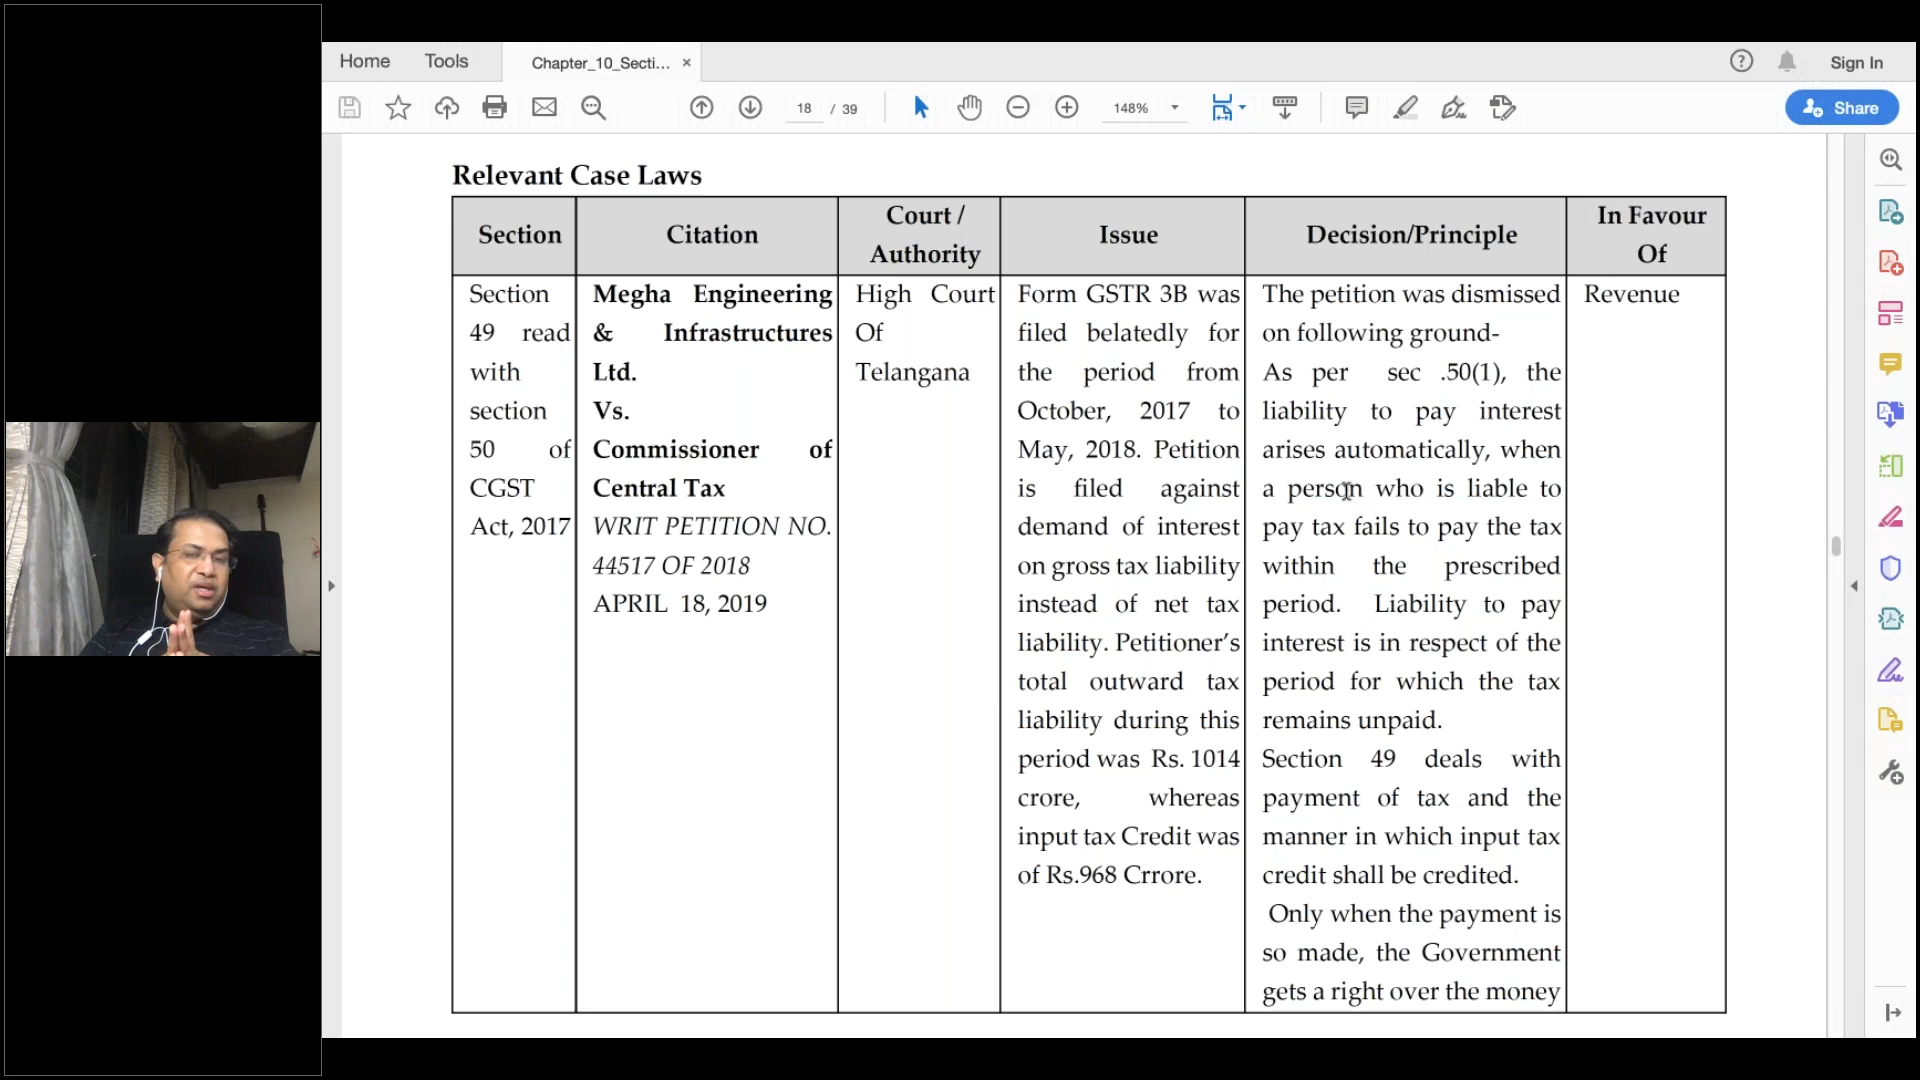 Home Tools Chapter_10_Secti... × Sign In
18 / 39 148% Share
Relevant Case Laws
Section
Citation
Court /
Authority
Issue
Decision/Principle
In Favour
Of
Section
49 read
with
section
50 of
CGST
Act, 2017
Megha Engineering
& Infrastructures
Ltd.
Vs.
Commissioner of
Central Tax
WRIT PETITION NO.
44517 OF 2018
APRIL 18, 2019
High Court
Of
Telangana
Form GSTR 3B was
filed belatedly for
the period from
October, 2017 to
May, 2018. Petition
is filed against
demand of interest
on gross tax liability
instead of net tax
liability. Petitioner’s
total outward tax
liability during this
period was Rs. 1014
crore, whereas
input tax Credit was
of Rs.968 Crrore.
The petition was dismissed
on following ground-
As per sec .50(1), the
liability to pay interest
arises automatically, when
a person who is liable to
pay tax fails to pay the tax
within the prescribed
period. Liability to pay
interest is in respect of the
period for which the tax
remains unpaid.
Section 49 deals with
payment of tax and the
manner in which input tax
credit shall be credited.
Only when the payment is
so made, the Government
gets a right over the money
Revenue